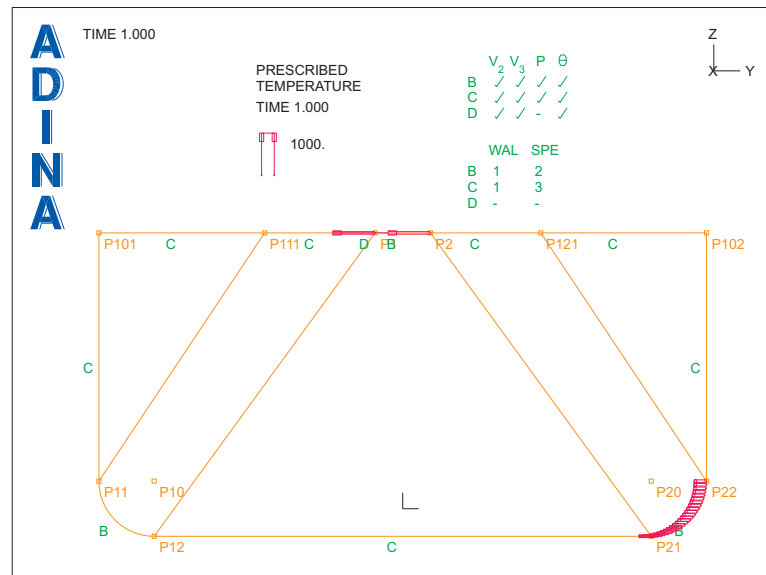 ADINA
TIME 1.000
PRESCRIBED
TEMPERATURE
TIME 1.000
1000.
V2 V3 P θ
B ✓ ✓ ✓ ✓
C ✓ ✓ ✓ ✓
D ✓ ✓ - ✓
WAL SPE
B 1 2
C 1 3
D - -
Z
X Y
P101 C P111 C D P1 B P2 C P121 C P102
C C
P11 P10 P20 P22
B B
P12 C P21